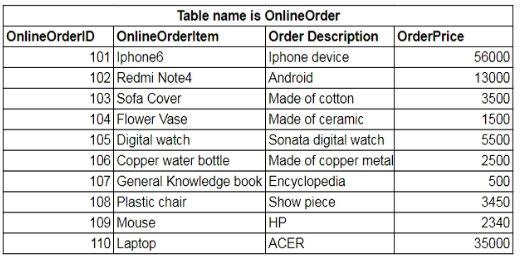 Table name is OnlineOrder
OnlineOrderID OnlineOrderItem Order Description OrderPrice
101 Iphone6 Iphone device 56000
102 Redmi Note4 Android 13000
103 Sofa Cover Made of cotton 3500
104 Flower Vase Made of ceramic 1500
105 Digital watch Sonata digital watch 5500
106 Copper water bottle Made of copper metal 2500
107 General Knowledge book Encyclopedia 500
108 Plastic chair Show piece 3450
109 Mouse HP 2340
110 Laptop ACER 35000